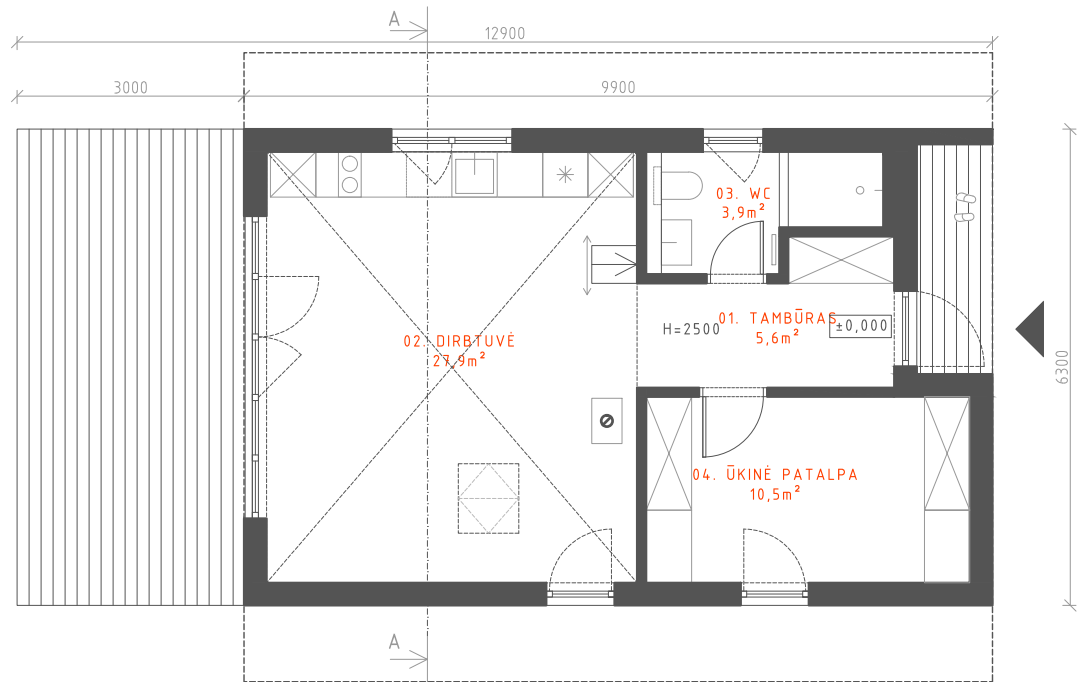 A
12900
3000
9900
03. WC
3,9m²
01. TAMBŪRAS
5,6m²
H=2500
±0,000
02. DIRBTUVĖ
27,9m²
6300
04. ŪKINĖ PATALPA
10,5m²
A